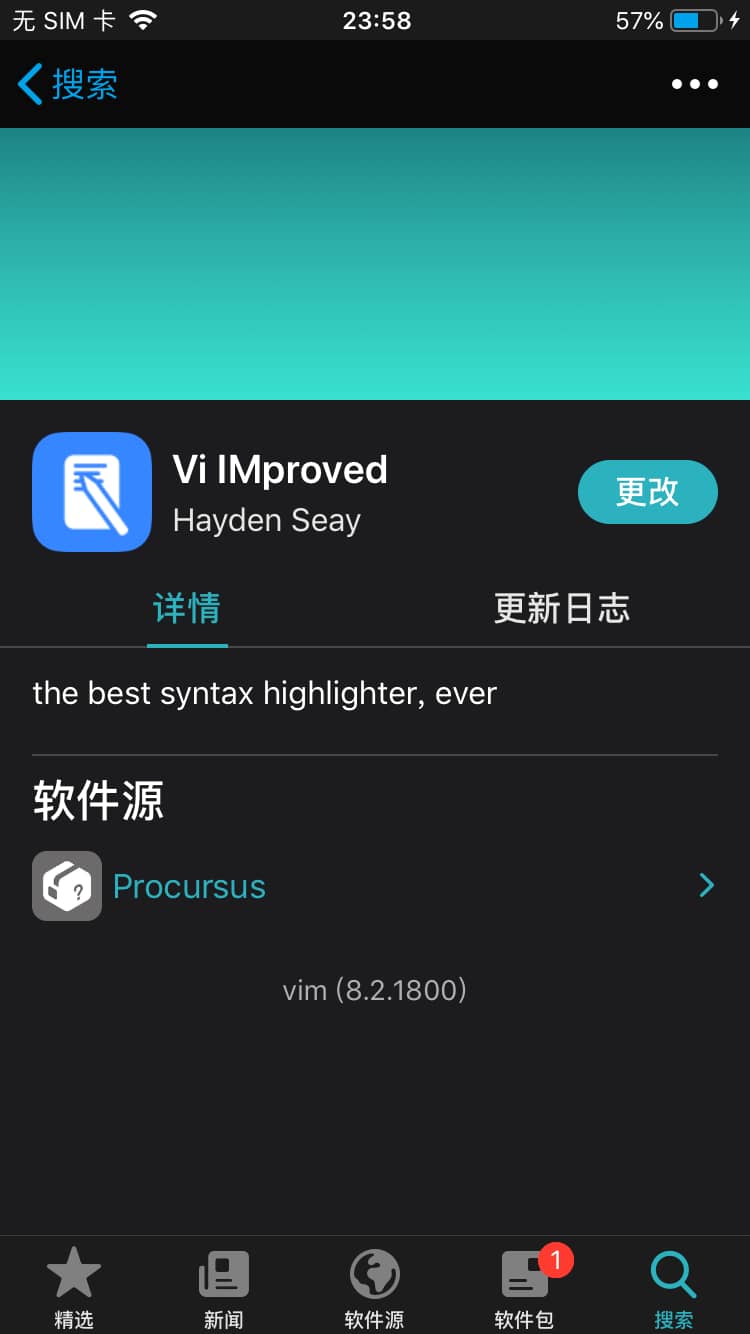 无 SIM 卡 23:58 57%
搜索
Vi IMproved
Hayden Seay
更改
详情 更新日志
the best syntax highlighter, ever
软件源
? Procursus
vim (8.2.1800)
1
精选 新闻 软件源 软件包 搜索